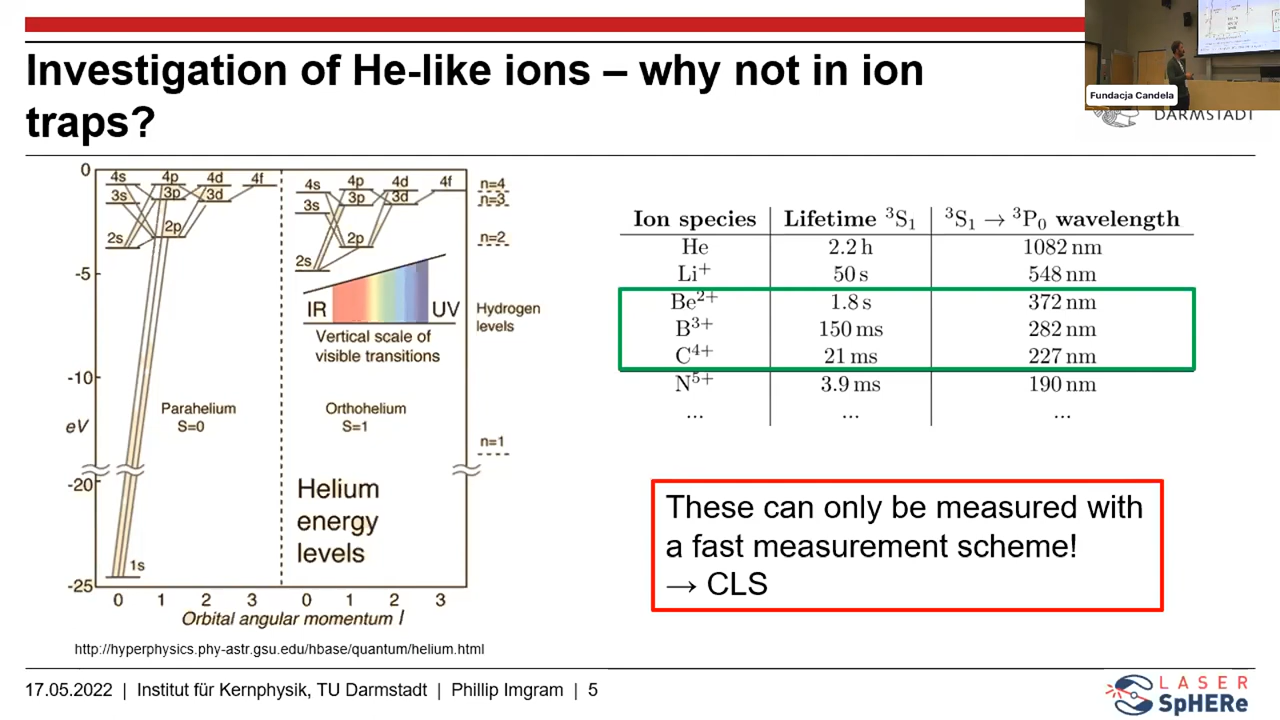 Investigation of He-like ions – why not in ion
traps?
Fundacja Candela
DARMSTADT
0
-5
-10
eV
-20
-25
4s 4p 4d 4f
3s 3p 3d
2p
2s
1s
4s 4p 4d 4f
3s 3p 3d
2p
2s
n=4
n=3
n=2
Hydrogen
levels
n=1
IR UV
Vertical scale of
visible transitions
Parahelium
S=0
Orthohelium
S=1
Helium
energy
levels
0 1 2 3 0 1 2 3
Orbital angular momentum l
http://hyperphysics.phy-astr.gsu.edu/hbase/quantum/helium.html
Ion species Lifetime ³S₁ ³S₁ → ³P₀ wavelength
He 2.2 h 1082 nm
Li⁺ 50 s 548 nm
Be²⁺ 1.8 s 372 nm
B³⁺ 150 ms 282 nm
C⁴⁺ 21 ms 227 nm
N⁵⁺ 3.9 ms 190 nm
... ... ...
These can only be measured with
a fast measurement scheme!
→ CLS
17.05.2022 | Institut für Kernphysik, TU Darmstadt | Phillip Imgram | 5
LASER
SpHERe